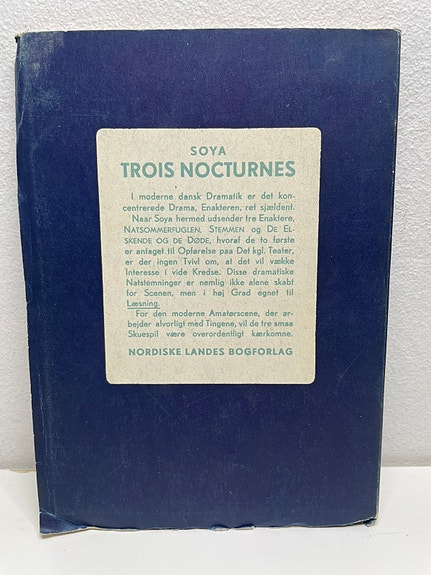 SOYA
TROIS NOCTURNES
I moderne dansk Dramatik er det kon-
centrerede Drama, Enakteren, ret sjældent.
Naar Soya hermed udsender tre Enaktere,
NATSOMMERFUGLEN, STEMMEN og DE EL-
SKENDE OG DE DØDE, hvoraf de to første
er antaget til Opførelse paa Det kgl. Teater,
er der ingen Tvivl om, at det vil vække
Interesse i vide Kredse. Disse dramatiske
Natstemninger er nemlig ikke alene skabt
for Scenen, men i høj Grad egnet til
Læsning.
For den moderne Amatørscene, der ar-
bejder alvorligt med Tingene, vil de tre smaa
Skuespil være overordentligt kærkomne.
NORDISKE LANDES BOGFORLAG